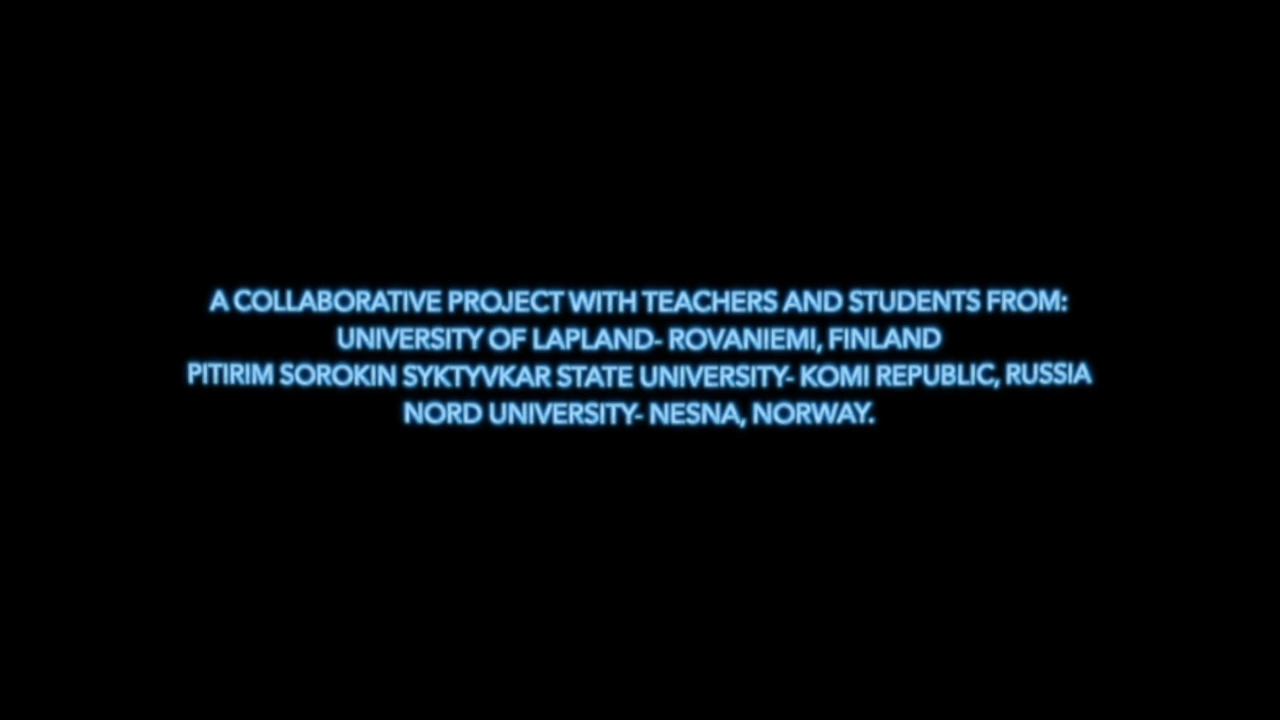 A COLLABORATIVE PROJECT WITH TEACHERS AND STUDENTS FROM:
UNIVERSITY OF LAPLAND- ROVANIEMI, FINLAND
PITIRIM SOROKIN SYKTYVKAR STATE UNIVERSITY- KOMI REPUBLIC, RUSSIA
NORD UNIVERSITY- NESNA, NORWAY.